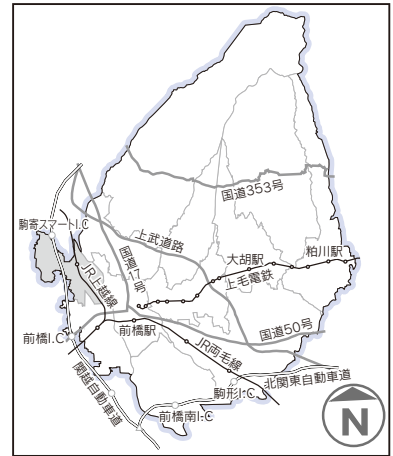 国道353号
駒寄スマートI.C
上武道路
国道17号
大胡駅
粕川駅
上毛電鉄
JR上越線
前橋I.C
前橋駅
国道50号
JR両毛線
関越自動車道
駒形I.C
北関東自動車道
前橋南I.C
N